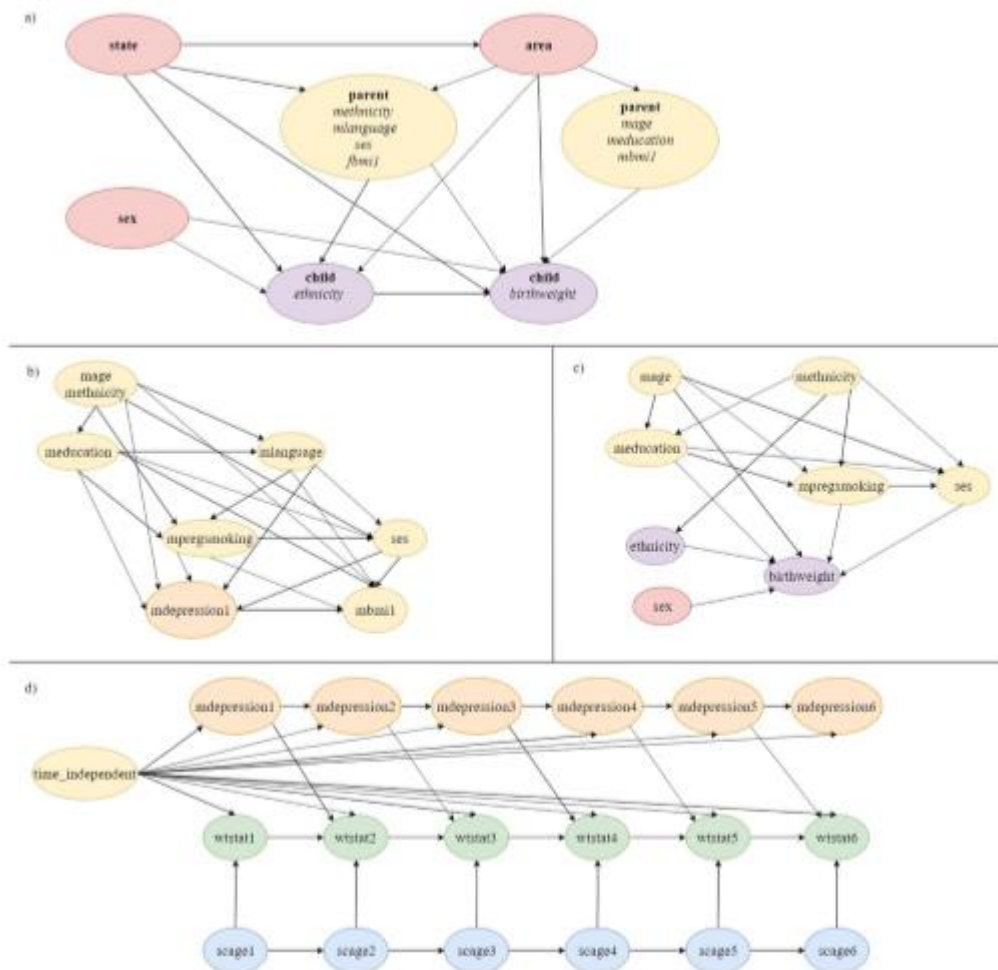 a)
state
area
parent
methnicity
mlanguage
ses
fbmi1
parent
mage
meducation
mbmi1
sex
child
ethnicity
child
birthweight
b)
mage
methnicity
meducation
mlanguage
mpregsmoking
ses
mdepression1
mbmi1
c)
mage
methnicity
meducation
mpregsmoking
ses
ethnicity
birthweight
sex
d)
mdepression1
mdepression2
mdepression3
mdepression4
mdepression5
mdepression6
time_independent
wtstat1
wtstat2
wtstat3
wtstat4
wtstat5
wtstat6
scage1
scage2
scage3
scage4
scage5
scage6